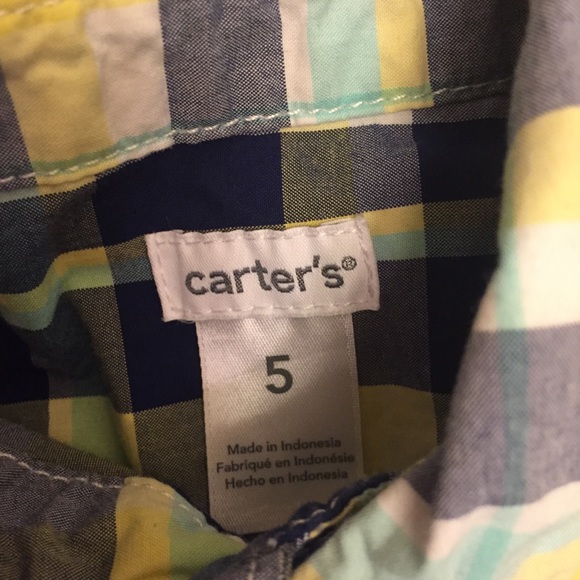 carter's®
5
Made in Indonesia
Fabriqué en Indonésie
Hecho en Indonesia